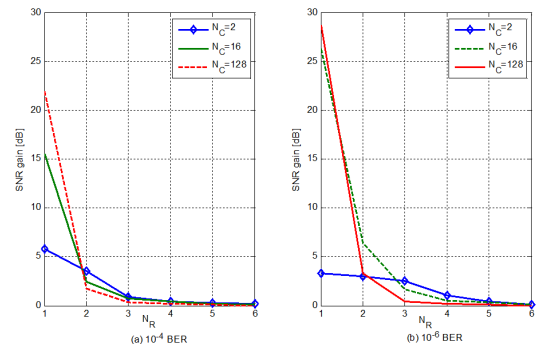 30
25
20
15
10
5
0
SNR gain [dB]
1 2 3 4 5 6
N_R
N_C=2
N_C=16
N_C=128
(a) 10^-4 BER
30
25
20
15
10
5
0
SNR gain [dB]
1 2 3 4 5 6
N_R
N_C=2
N_C=16
N_C=128
(b) 10^-6 BER